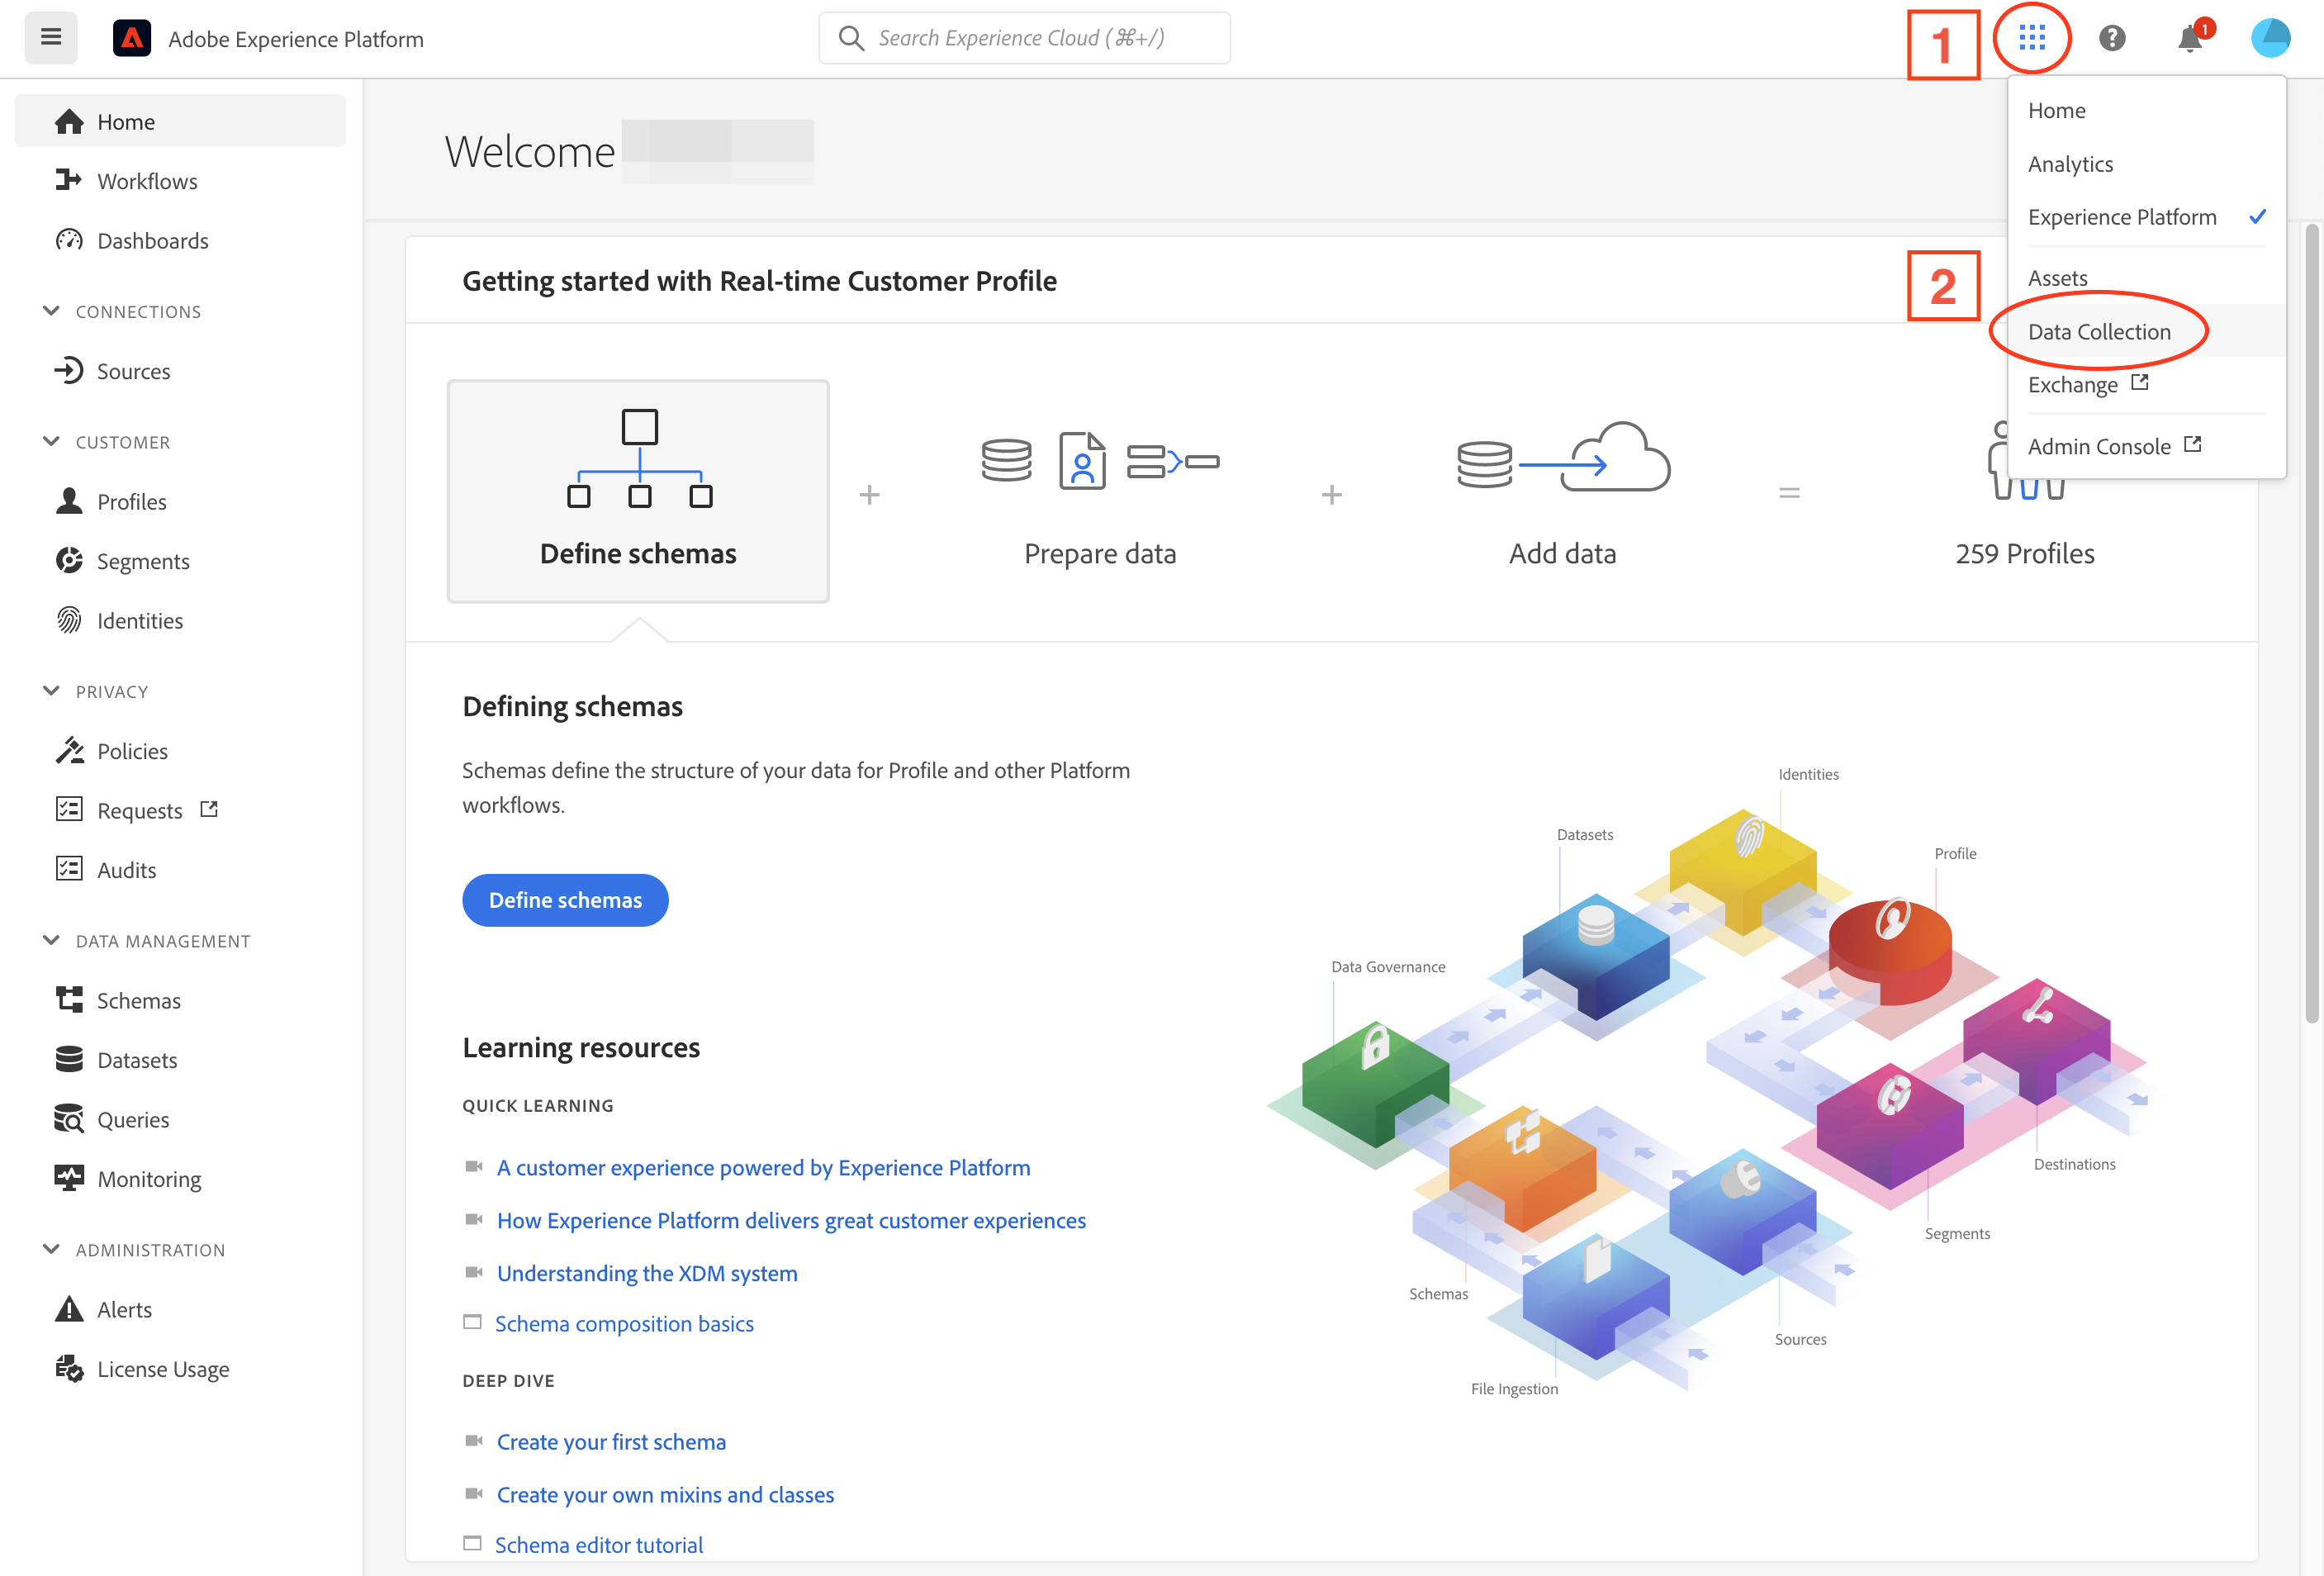 Adobe Experience Platform
Search Experience Cloud (⌘+/)
1
1
Home
Workflows
Dashboards
CONNECTIONS
Sources
CUSTOMER
Profiles
Segments
Identities
PRIVACY
Policies
Requests
Audits
DATA MANAGEMENT
Schemas
Datasets
Queries
Monitoring
ADMINISTRATION
Alerts
License Usage
Welcome
Home
Analytics
Experience Platform
2
Assets
Data Collection
Exchange
Admin Console
Getting started with Real-time Customer Profile
Define schemas
+
Prepare data
+
Add data
=
259 Profiles
Defining schemas
Schemas define the structure of your data for Profile and other Platform
workflows.
Define schemas
Learning resources
QUICK LEARNING
A customer experience powered by Experience Platform
How Experience Platform delivers great customer experiences
Understanding the XDM system
Schema composition basics
DEEP DIVE
Create your first schema
Create your own mixins and classes
Schema editor tutorial
Identities
Datasets
Profile
Data Governance
Destinations
Segments
Schemas
Sources
File Ingestion